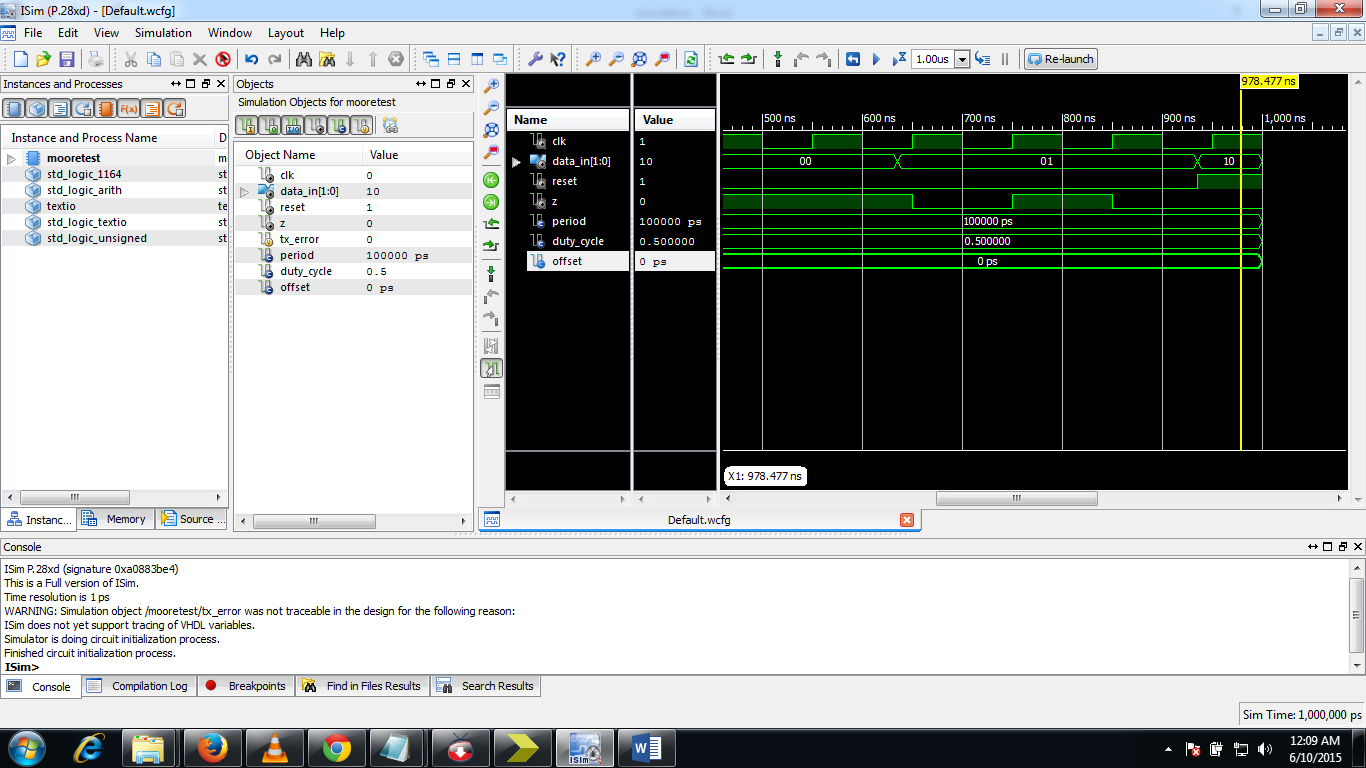 ISim (P.28xd) - [Default.wcfg]
File Edit View Simulation Window Layout Help
1.00us Re-launch
Instances and Processes
Instance and Process Name D
mooretest m
std_logic_1164 st
std_logic_arith st
textio te
std_logic_textio st
std_logic_unsigned st
Instanc... Memory Source ...
Objects
Simulation Objects for mooretest
Object Name Value
clk 0
data_in[1:0] 10
reset 1
z 0
tx_error 0
period 100000 ps
duty_cycle 0.5
offset 0 ps
Name Value
clk 1
data_in[1:0] 10
reset 1
z 0
period 100000 ps
duty_cycle 0.500000
offset 0 ps
978.477 ns
500 ns 600 ns 700 ns 800 ns 900 ns 1,000 ns
00 01 10
100000 ps
0.500000
0 ps
X1: 978.477 ns
Default.wcfg
Console
ISim P.28xd (signature 0xa0883be4)
This is a Full version of ISim.
Time resolution is 1 ps
WARNING: Simulation object /mooretest/tx_error was not traceable in the design for the following reason:
ISim does not yet support tracing of VHDL variables.
Simulator is doing circuit initialization process.
Finished circuit initialization process.
ISim>
Console Compilation Log Breakpoints Find in Files Results Search Results
Sim Time: 1,000,000 ps
12:09 AM
6/10/2015